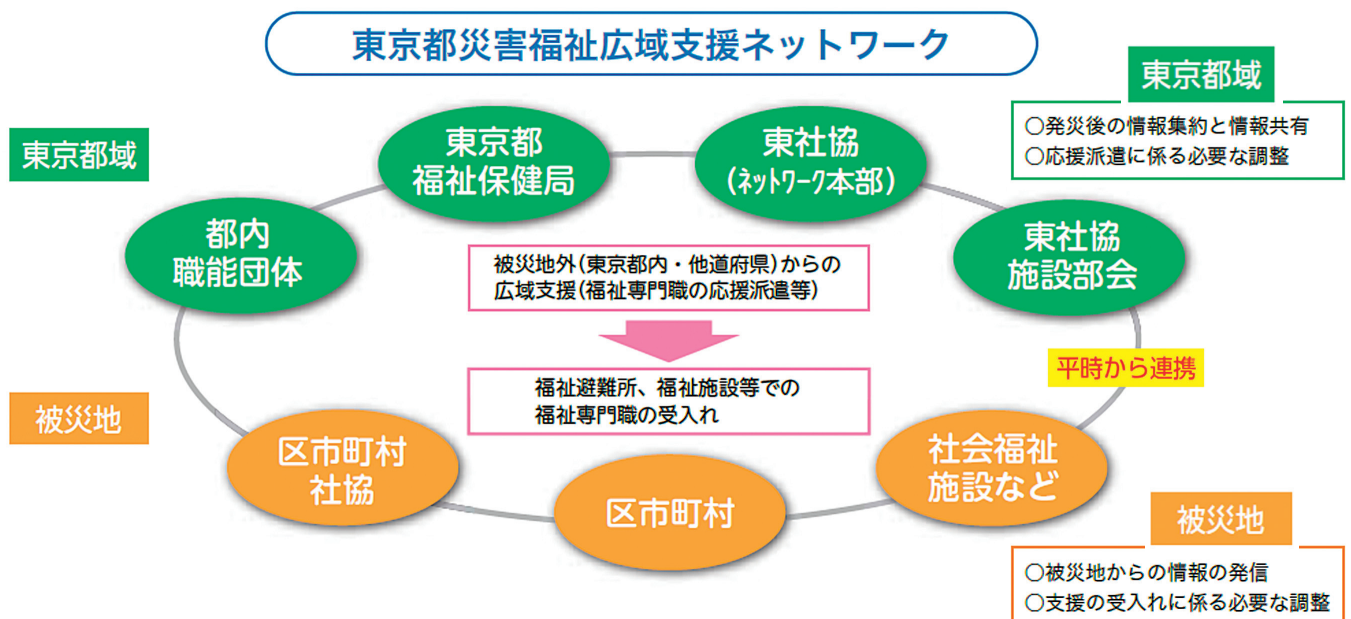 東京都災害福祉広域支援ネットワーク
東京都域
○発災後の情報集約と情報共有
○応援派遣に係る必要な調整
東京都域
東京都
福祉保健局
東社協
（ネットワーク本部）
都内
職能団体
東社協
施設部会
被災地外（東京都内・他道府県）からの
広域支援（福祉専門職の応援派遣等）
平時から連携
福祉避難所、福祉施設等での
福祉専門職の受入れ
被災地
区市町村
社協
区市町村
社会福祉
施設など
被災地
○被災地からの情報の発信
○支援の受入れに係る必要な調整